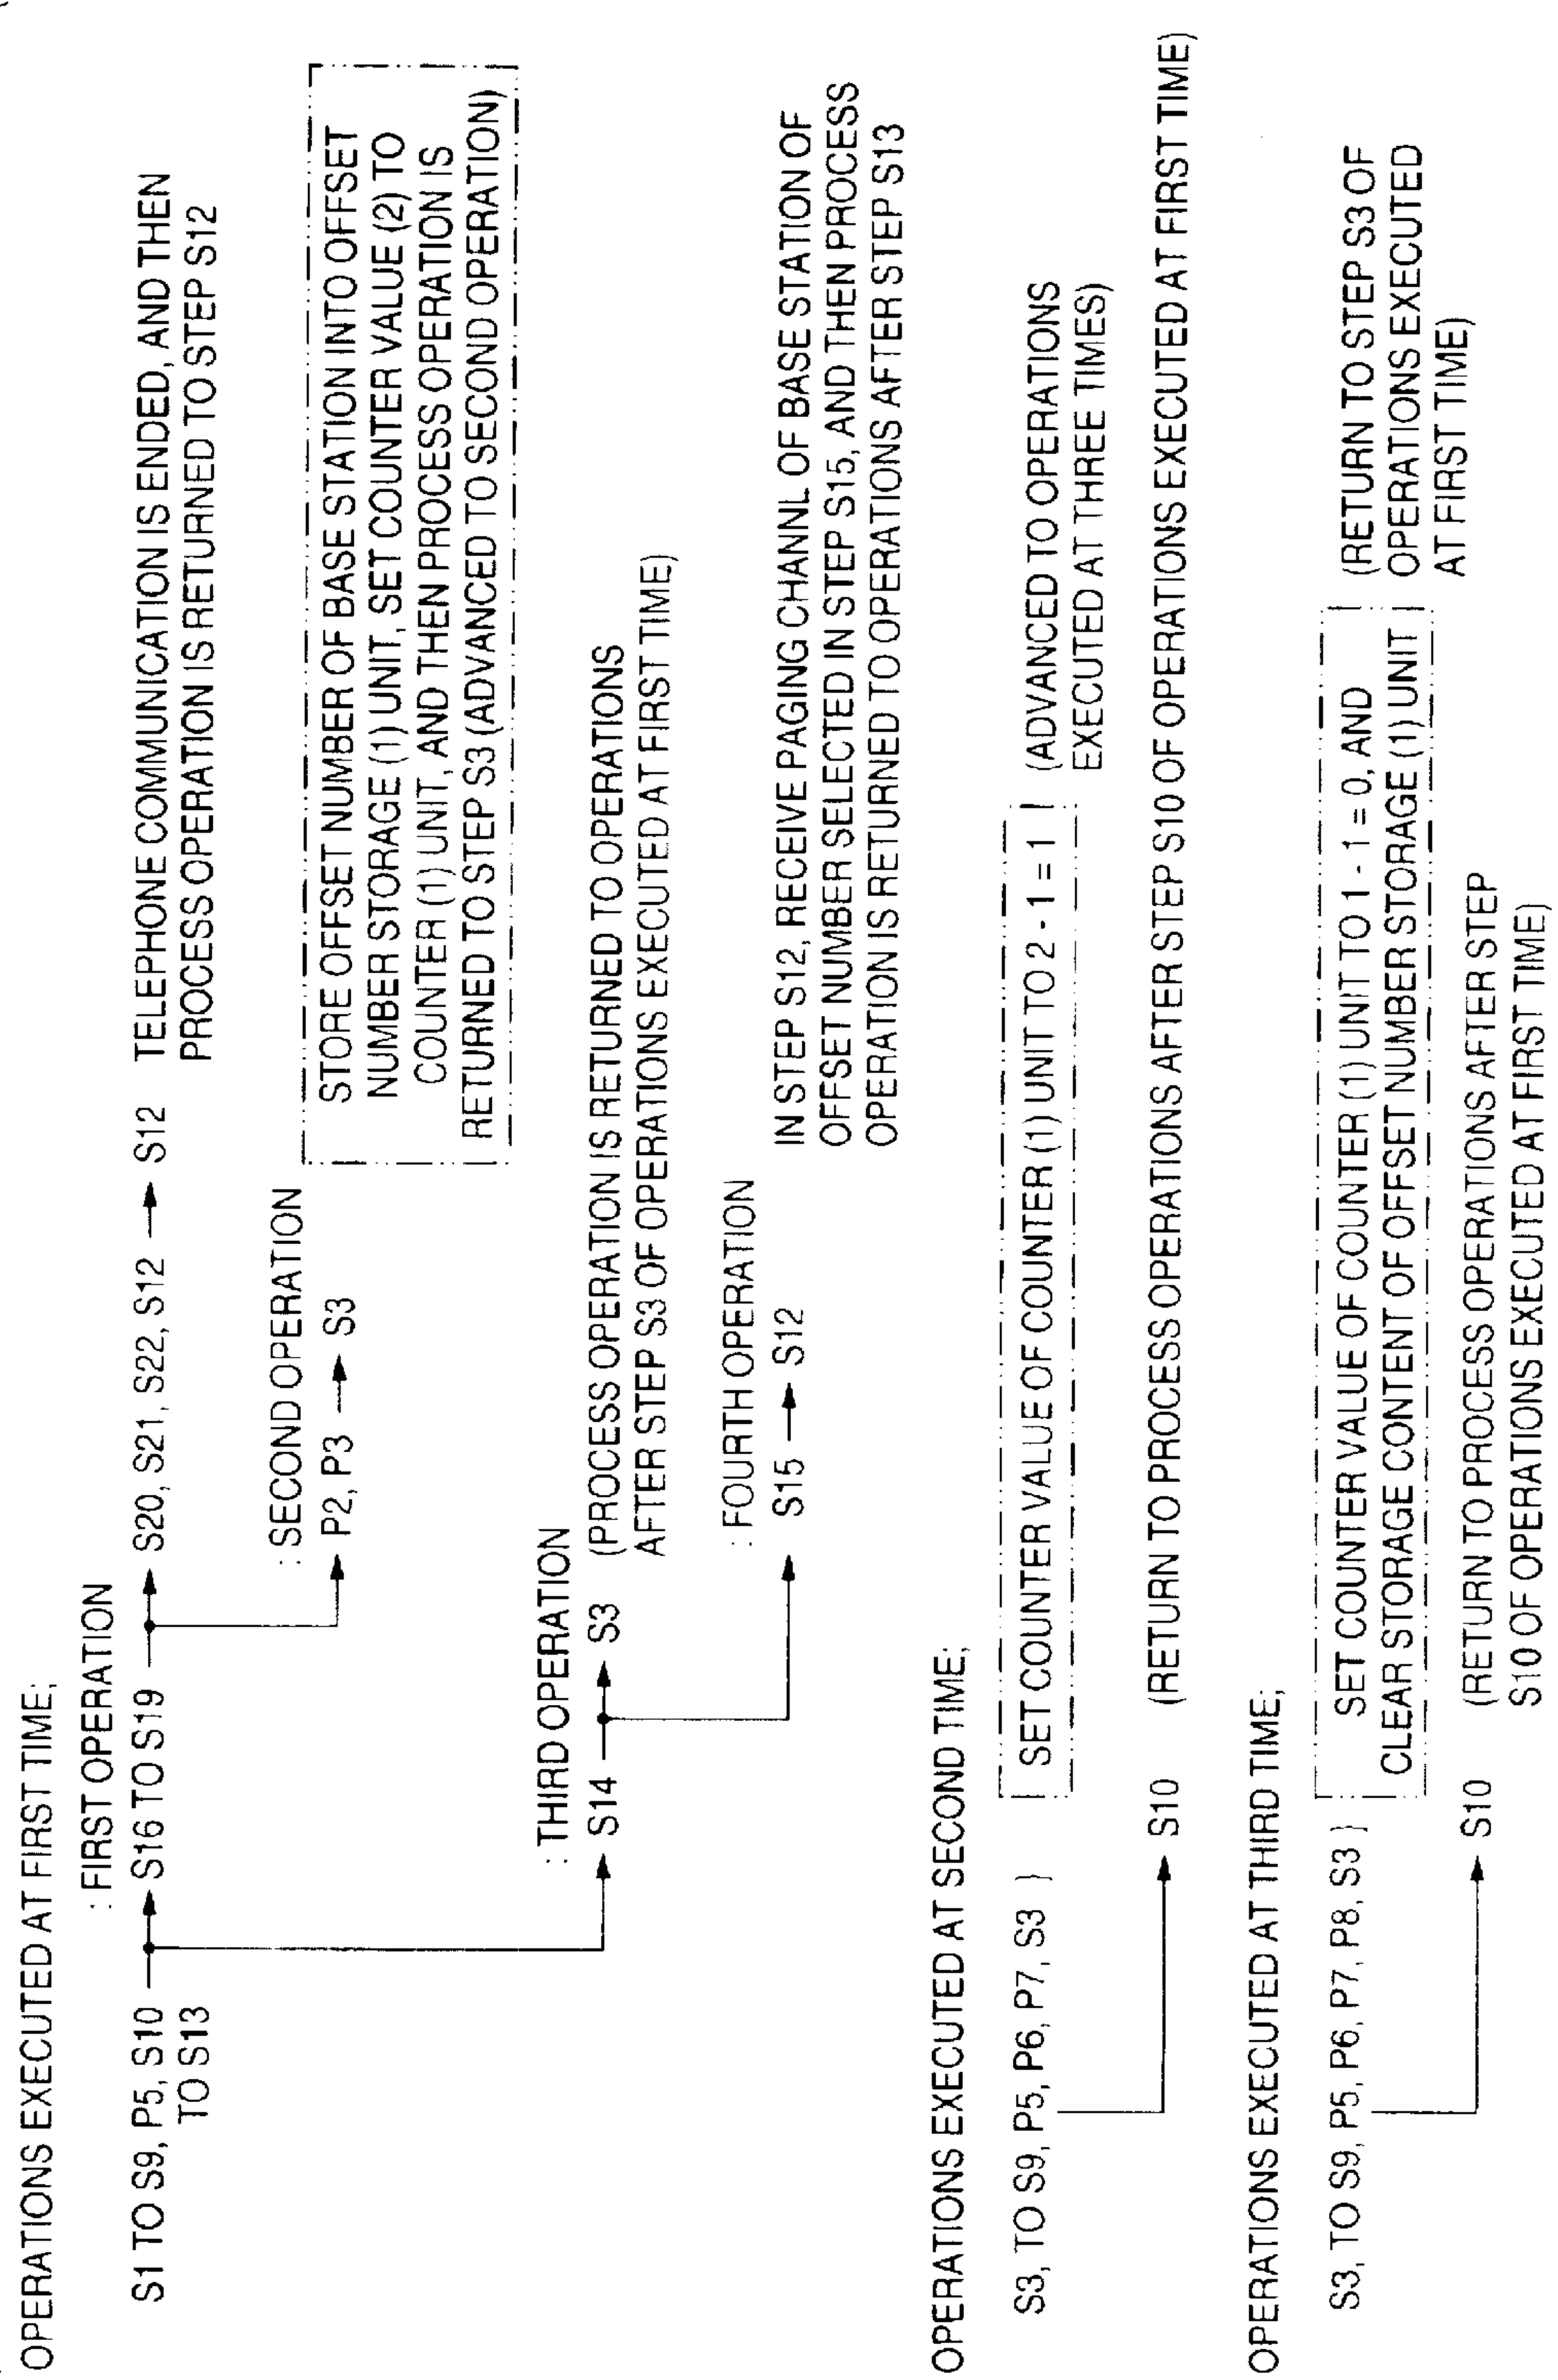 OPERATIONS EXECUTED AT FIRST TIME;
: FIRST OPERATION
S1 TO S9, P5, S10
TO S13
S16 TO S19
S20, S21, S22, S12
S12
TELEPHONE COMMUNICATION IS ENDED, AND THEN
PROCESS OPERATION IS RETURNED TO STEP S12
: SECOND OPERATION
P2, P3
S3
STORE OFFSET NUMBER OF BASE STATION INTO OFFSET
NUMBER STORAGE (1) UNIT, SET COUNTER VALUE (2) TO
COUNTER (1) UNIT, AND THEN PROCESS OPERATION IS
RETURNED TO STEP S3 (ADVANCED TO SECOND OPERATION)
: THIRD OPERATION
S14
S3
(PROCESS OPERATION IS RETURNED TO OPERATIONS
AFTER STEP S3 OF OPERATIONS EXECUTED AT FIRST TIME)
: FOURTH OPERATION
S15
S12
IN STEP S12, RECEIVE PAGING CHANNL OF BASE STATION OF
OFFSET NUMBER SELECTED IN STEP S15, AND THEN PROCESS
OPERATION IS RETURNED TO OPERATIONS AFTER STEP S13
OPERATIONS EXECUTED AT SECOND TIME;
S3, TO S9, P5, P6, P7, S3 }
SET COUNTER VALUE OF COUNTER (1) UNIT TO 2 - 1 = 1
(ADVANCED TO OPERATIONS
EXECUTED AT THREE TIMES)
S10
(RETURN TO PROCESS OPERATIONS AFTER STEP S10 OF OPERATIONS EXECUTED AT FIRST TIME)
OPERATIONS EXECUTED AT THIRD TIME;
S3, TO S9, P5, P6, P7, P8, S3 }
SET COUNTER VALUE OF COUNTER (1) UNIT TO 1 - 1 = 0, AND
CLEAR STORAGE CONTENT OF OFFSET NUMBER STORAGE (1) UNIT
(RETURN TO STEP S3 OF
OPERATIONS EXECUTED
AT FIRST TIME)
S10
(RETURN TO PROCESS OPERATIONS AFTER STEP
S10 OF OPERATIONS EXECUTED AT FIRST TIME)